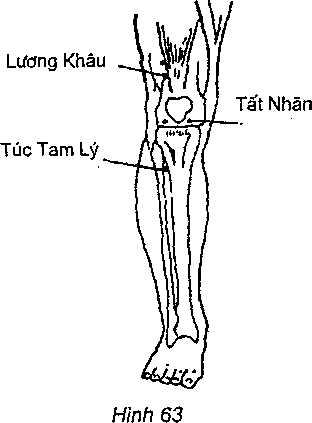 Lương Khâu
Tất Nhãn
Túc Tam Lý
Hình 63